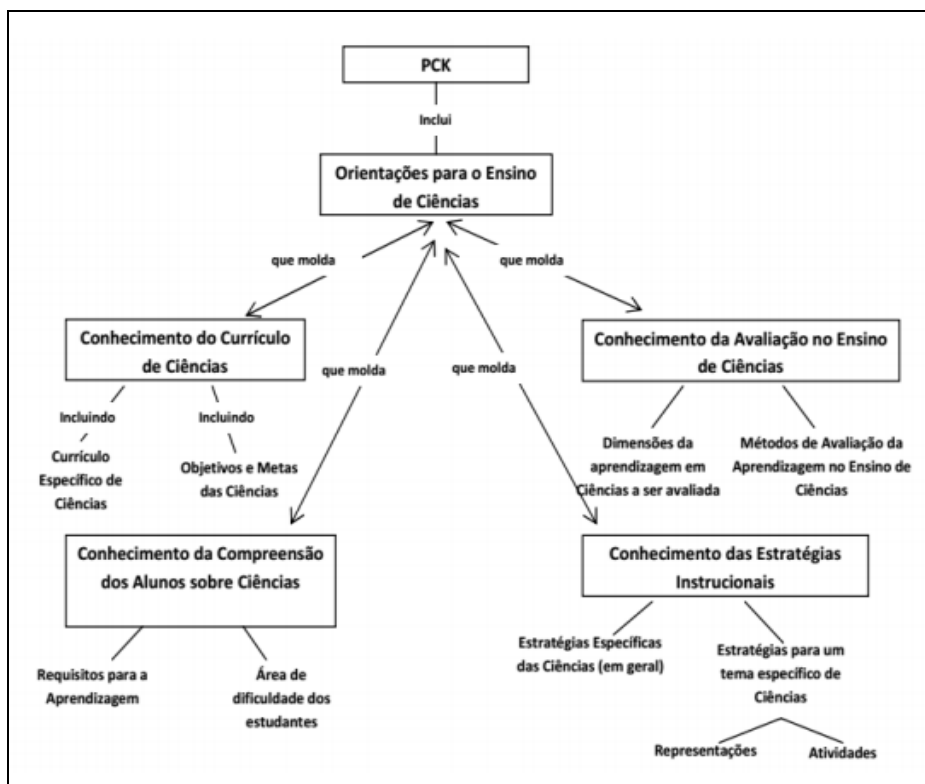 PCK
Inclui
Orientações para o Ensino
de Ciências
que molda
que molda
Conhecimento do Currículo
de Ciências
que molda
que molda
Conhecimento da Avaliação no Ensino
de Ciências
Incluindo
Incluindo
Currículo
Específico de
Ciências
Objetivos e Metas
das Ciências
Dimensões da
aprendizagem em
Ciências a ser avaliada
Métodos de Avaliação da
Aprendizagem no Ensino de
Ciências
Conhecimento da Compreensão
dos Alunos sobre Ciências
Conhecimento das Estratégias
Instrucionais
Requisitos para a
Aprendizagem
Área de
dificuldade dos
estudantes
Estratégias Específicas
das Ciências (em geral)
Estratégias para um
tema específico de
Ciências
Representações
Atividades